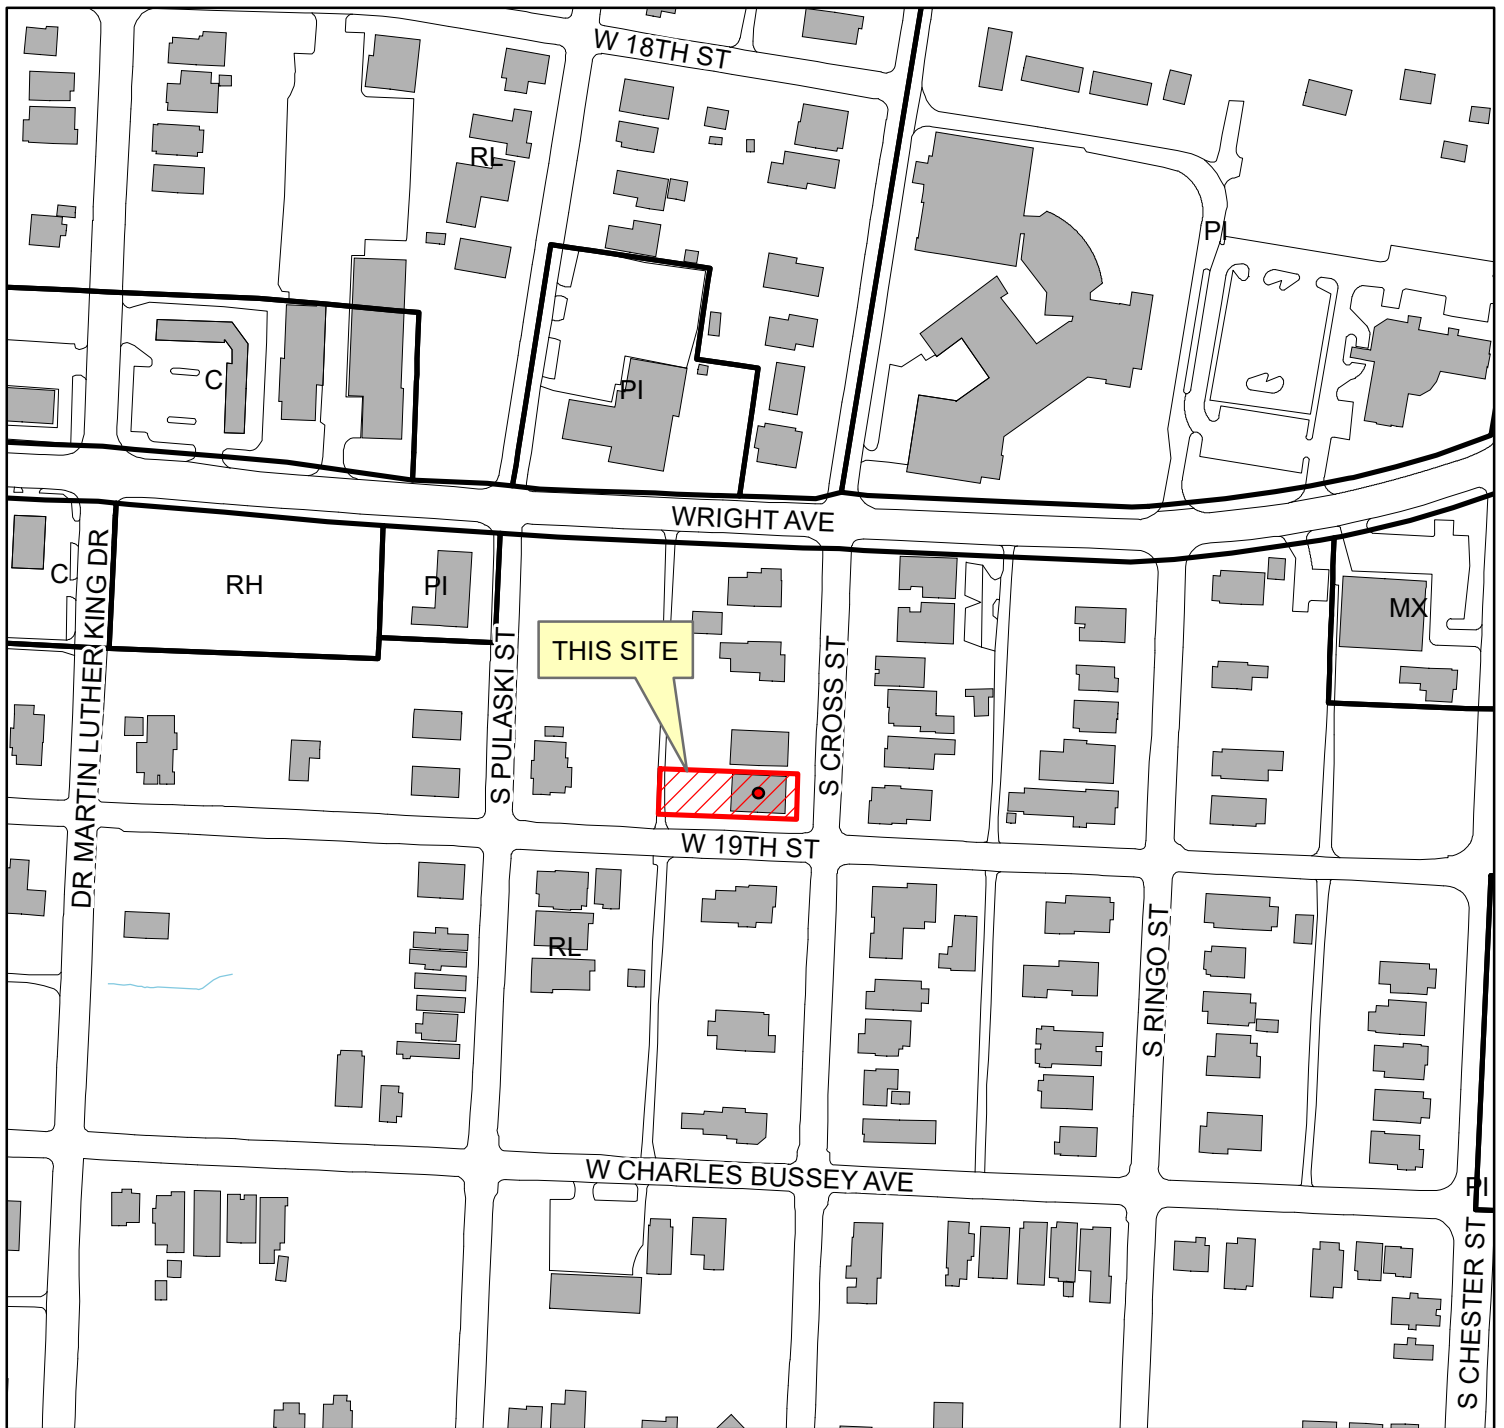 W 18TH ST
RL
PI
C
PI
WRIGHT AVE
C
RH
PI
MX
THIS SITE
DR MARTIN LUTHER KING DR
S PULASKI ST
S CROSS ST
W 19TH ST
RL
S RINGO ST
W CHARLES BUSSEY AVE
PI
S CHESTER ST